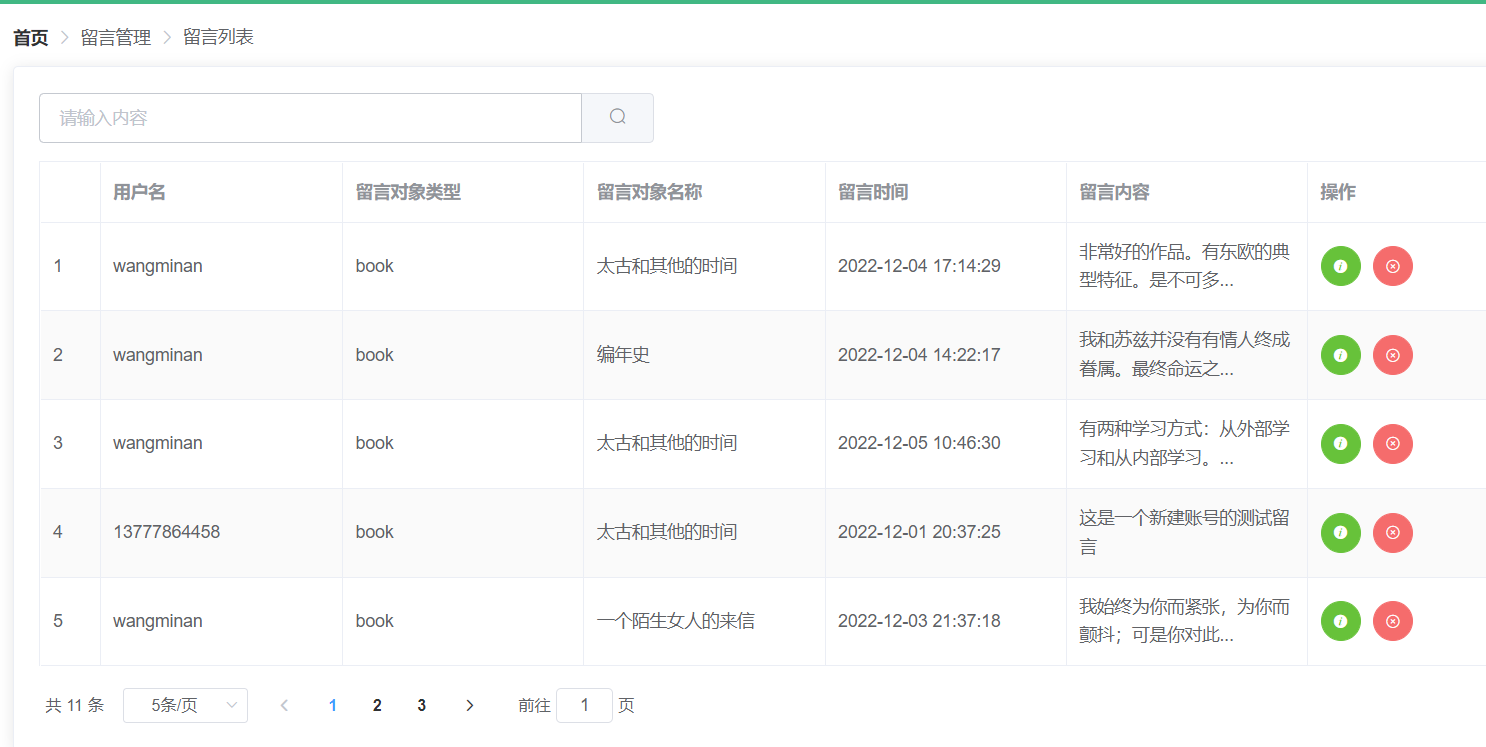 首页 > 留言管理 > 留言列表
请输入内容
用户名 留言对象类型 留言对象名称 留言时间 留言内容 操作
1 wangminan book 太古和其他的时间 2022-12-04 17:14:29 非常好的作品。有东欧的典
型特征。是不可多...
2 wangminan book 编年史 2022-12-04 14:22:17 我和苏兹并没有有情人终成
眷属。最终命运之...
3 wangminan book 太古和其他的时间 2022-12-05 10:46:30 有两种学习方式：从外部学
习和从内部学习。...
4 13777864458 book 太古和其他的时间 2022-12-01 20:37:25 这是一个新建账号的测试留
言
5 wangminan book 一个陌生女人的来信 2022-12-03 21:37:18 我始终为你而紧张，为你而
颤抖；可是你对此...
共 11 条 5条/页 < 1 2 3 > 前往 1 页